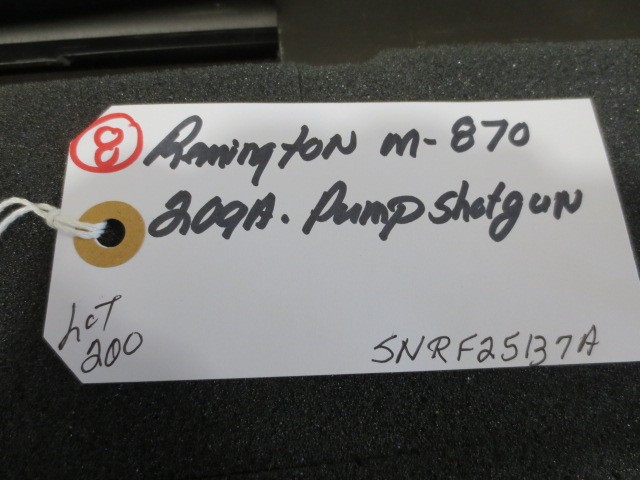 8 Remington M-870
20GA. Pump Shotgun
LOT
200
SNRF25137A